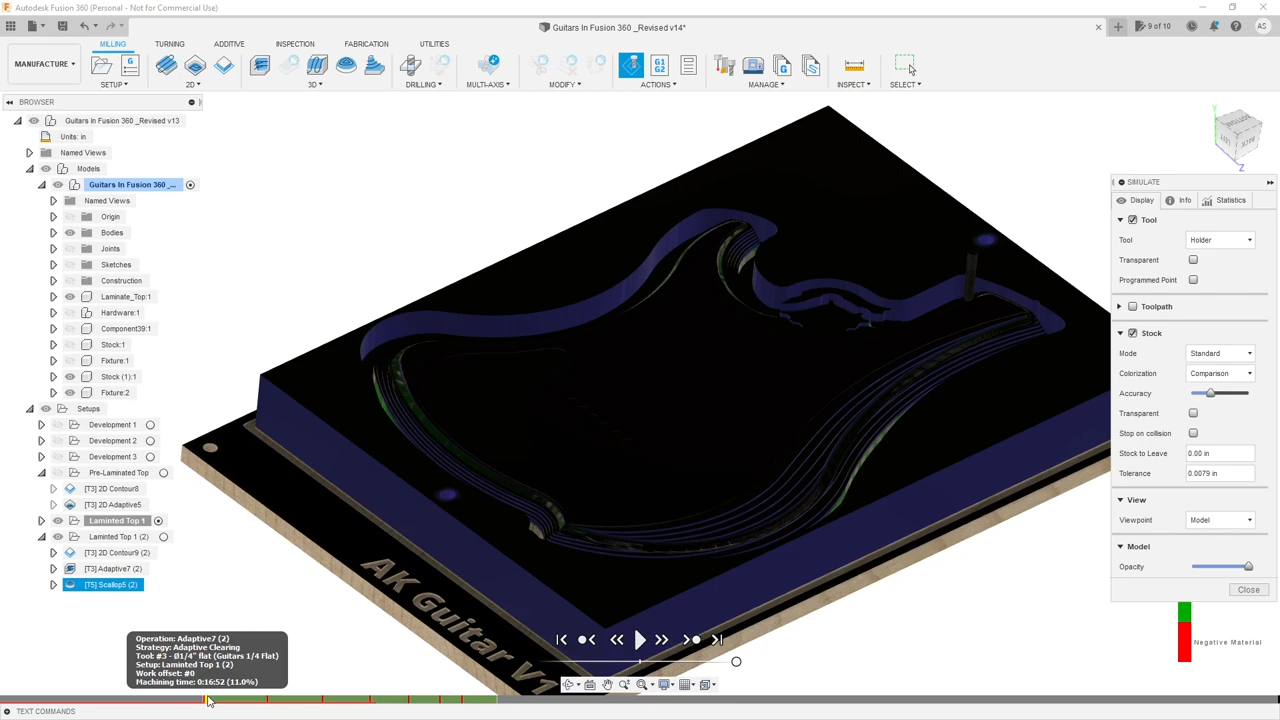 Autodesk Fusion 360 (Personal - Not for Commercial Use)
Guitars In Fusion 360 _Revised v14*
9 of 10
AS
MILLING TURNING ADDITIVE INSPECTION FABRICATION UTILITIES
MANUFACTURE
G1
G2
SETUP 2D 3D DRILLING MULTI-AXIS MODIFY ACTIONS MANAGE INSPECT SELECT
BROWSER
Guitars In Fusion 360 _Revised v13
Units: in
Named Views
Models
Guitars In Fusion 360 _...
Named Views
Origin
Bodies
Joints
Sketches
Construction
Laminate_Top:1
Hardware:1
Component39:1
Stock:1
Fixture:1
Stock (1):1
Fixture:2
Setups
Development 1
Development 2
Development 3
Pre-Laminated Top
[T3] 2D Contour8
[T3] 2D Adaptive5
Laminted Top 1
Laminted Top 1 (2)
[T3] 2D Contour9 (2)
[T3] Adaptive7 (2)
[T5] Scallop5 (2)
Operation: Adaptive7 (2)
Strategy: Adaptive Clearing
Tool: #3 - Ø1/4" flat (Guitars 1/4 Flat)
Setup: Laminted Top 1 (2)
Work offset: #0
Machining time: 0:16:52 (11.0%)
AK Guitar V1
Y
Z
SIMULATE
Display Info Statistics
Tool
Tool Holder
Transparent
Programmed Point
Toolpath
Stock
Mode Standard
Colorization Comparison
Accuracy
Transparent
Stop on collision
Stock to Leave 0.00 in
Tolerance 0.0079 in
View
Viewpoint Model
Model
Opacity
Close
Negative Material
TEXT COMMANDS